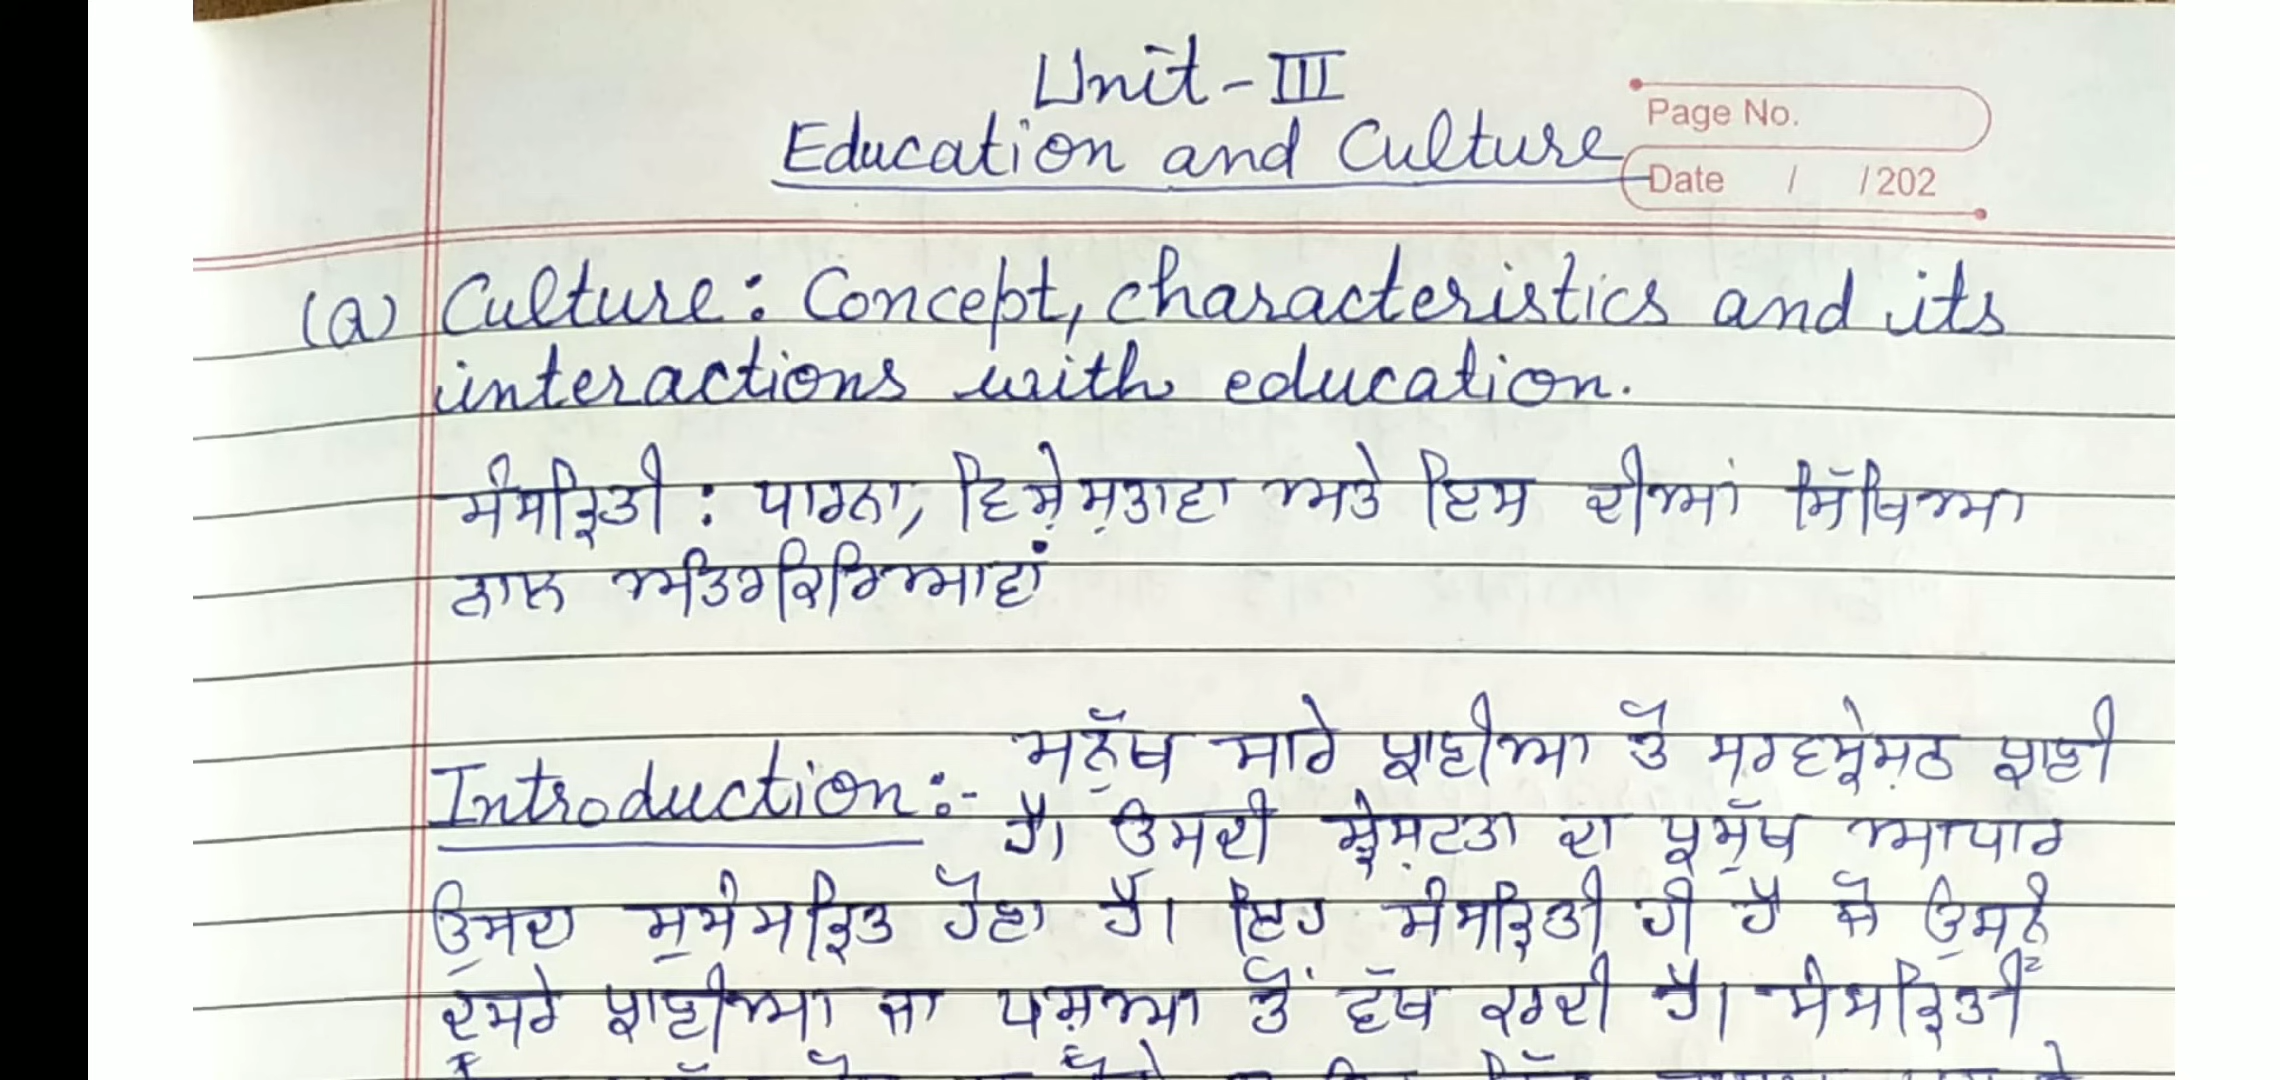 Unit-III
Education and Culture
Page No.
Date / /202
(a) Culture: Concept, characteristics and its
interactions with education.
ਸੰਸਕ੍ਰਿਤੀ : ਧਾਰਨਾ, ਵਿਸ਼ੇਸ਼ਤਾਵਾ ਅਤੇ ਇਸ ਦੀਆਂ ਸਿੱਖਿਆ
ਨਾਲ ਅੰਤਰਕਿਰਿਆਵਾਂ
Introduction:- ਮਨੁੱਖ ਸਾਰੇ ਪ੍ਰਾਣੀਆ ਤੋ ਸਰਵਸ਼੍ਰੇਸ਼ਠ ਪ੍ਰਾਣੀ
ਹੈ। ਉਸਦੀ ਸ਼੍ਰੇਸ਼ਟਤਾ ਦਾ ਪ੍ਰਮੁੱਖ ਆਧਾਰ
ਉਸਦਾ ਸੁਸੰਸਕ੍ਰਿਤ ਹੋਣਾ ਹੈ। ਇਹ ਸੰਸਕ੍ਰਿਤੀ ਹੀ ਹੈ ਜੋ ਉਸਨੂੰ
ਦੂਸਰੇ ਪ੍ਰਾਣੀਆ ਜਾ ਪਸ਼ੂਆ ਤੋਂ ਵੱਖ ਕਰਦੀ ਹੈ। ਸੰਸਕ੍ਰਿਤੀ